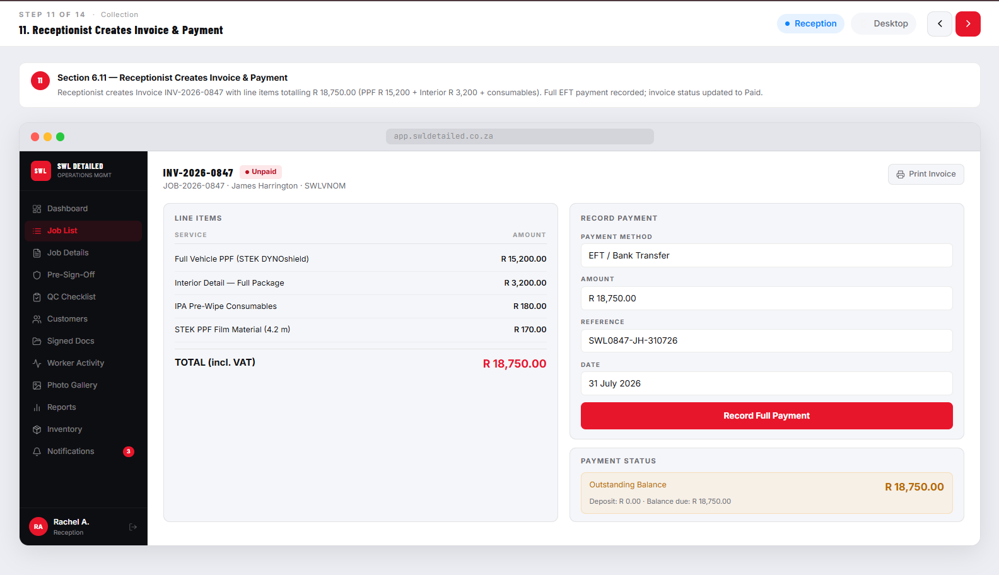 STEP 11 OF 14 · Collection
11. Receptionist Creates Invoice & Payment
Reception
Desktop
11
Section 6.11 — Receptionist Creates Invoice & Payment
Receptionist creates Invoice INV-2026-0847 with line items totalling R 18,750.00 (PPF R 15,200 + Interior R 3,200 + consumables). Full EFT payment recorded; invoice status updated to Paid.
app.swldetailed.co.za
SWL
SWL DETAILED
OPERATIONS MGMT
Dashboard
Job List
Job Details
Pre-Sign-Off
QC Checklist
Customers
Signed Docs
Worker Activity
Photo Gallery
Reports
Inventory
Notifications 3
RA
Rachel A.
Reception
INV-2026-0847 Unpaid
JOB-2026-0847 · James Harrington · SWLVNOM
Print Invoice
LINE ITEMS
SERVICE AMOUNT
Full Vehicle PPF (STEK DYNOshield) R 15,200.00
Interior Detail — Full Package R 3,200.00
IPA Pre-Wipe Consumables R 180.00
STEK PPF Film Material (4.2 m) R 170.00
TOTAL (incl. VAT) R 18,750.00
RECORD PAYMENT
PAYMENT METHOD
EFT / Bank Transfer
AMOUNT
R 18,750.00
REFERENCE
SWL0847-JH-310726
DATE
31 July 2026
Record Full Payment
PAYMENT STATUS
Outstanding Balance R 18,750.00
Deposit: R 0.00 · Balance due: R 18,750.00